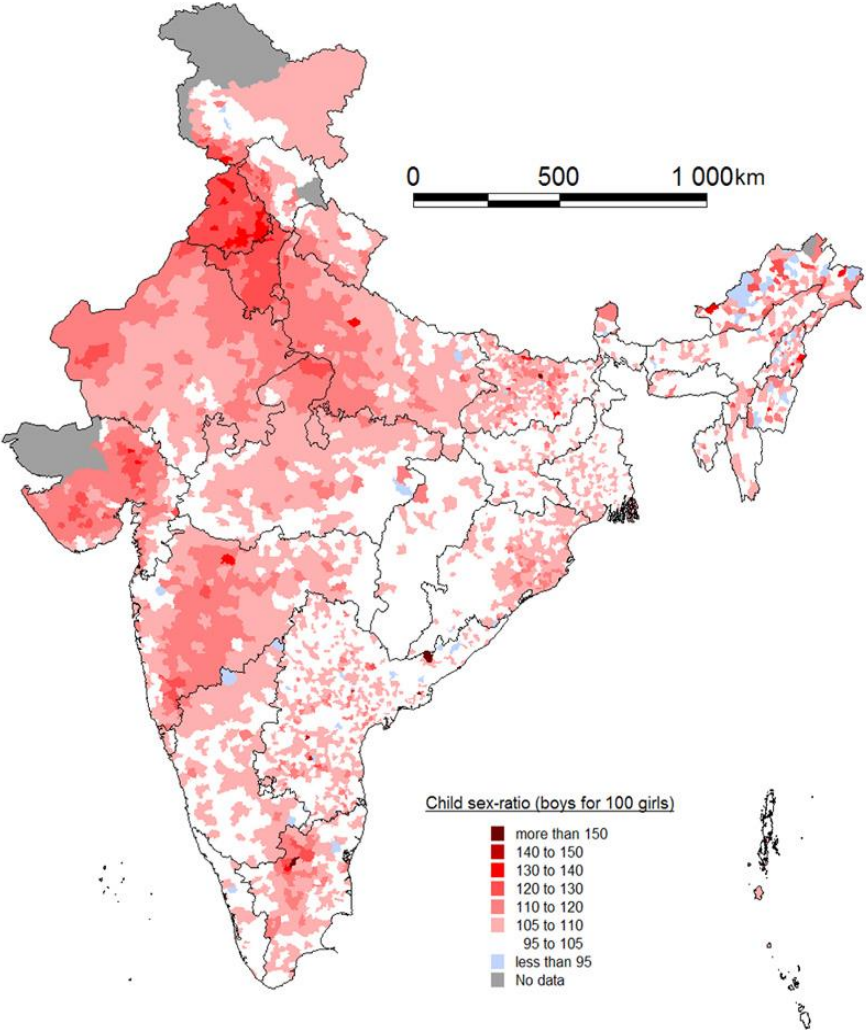 0 500 1 000km
Child sex-ratio (boys for 100 girls)
more than 150
140 to 150
130 to 140
120 to 130
110 to 120
105 to 110
95 to 105
less than 95
No data